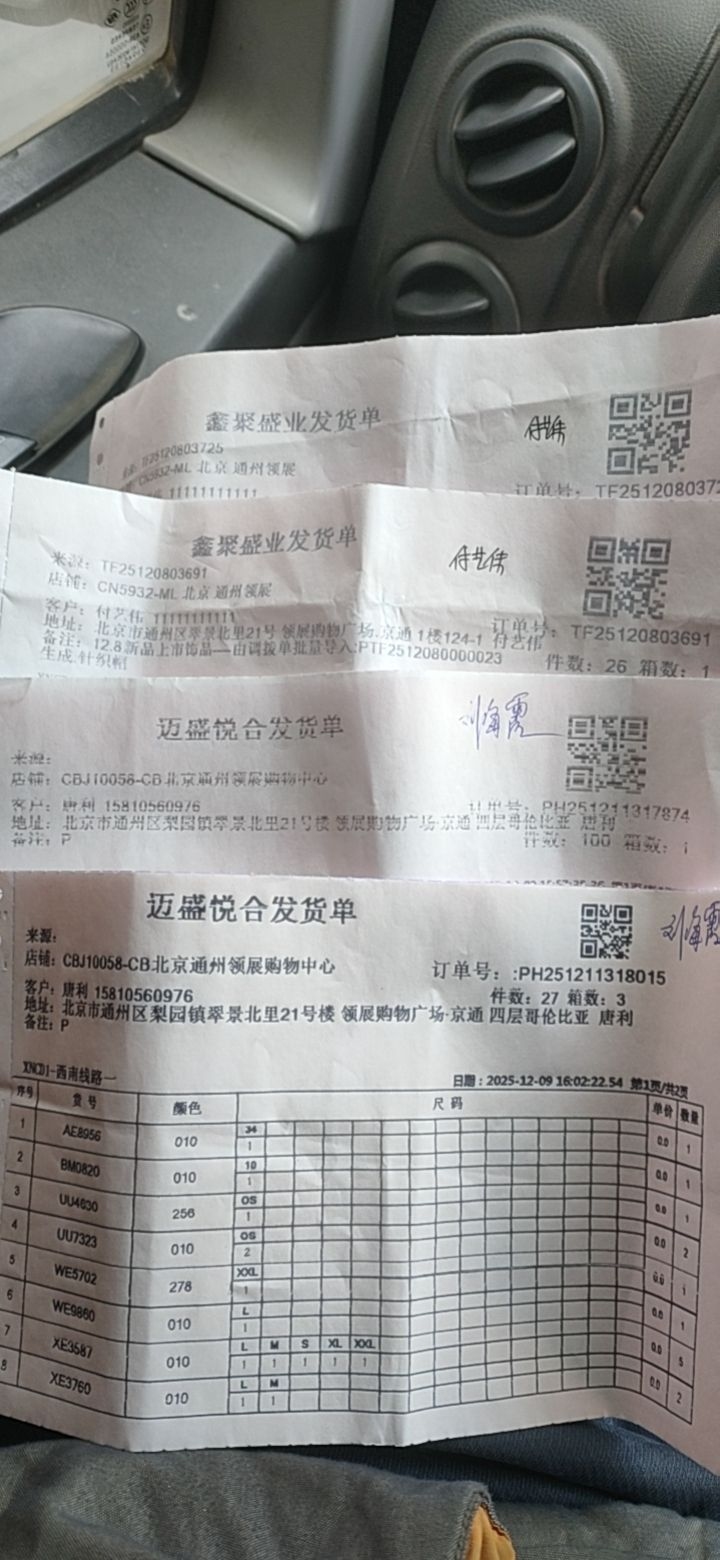 鑫聚盛业发货单
付艺伟
来源: TF25120803725
店铺: CN5932-ML 北京 通州领展
11111111111
订单号: TF251208037
鑫聚盛业发货单
付艺伟
来源: TF25120803691
店铺: CN5932-ML 北京 通州领展
订单号: TF25120803691
客户: 付艺伟 11111111111
地址: 北京市通州区翠景北里21号 领展购物广场·京通 1楼124-1 付艺伟
件数: 26 箱数: 1
备注: 12.8新品上市饰品——由调拨单批量导入:PTF2512080000023
生成.针织帽
迈盛悦合发货单
刘海霞
来源:
店铺: CBJ10058-CB北京通州领展购物中心
客户: 唐利 15810560976
订单号: PH251211317874
地址: 北京市通州区梨园镇翠景北里21号楼 领展购物广场·京通 四层哥伦比亚 唐利
备注: P
件数: 100 箱数: 1
迈盛悦合发货单
刘海霞
来源:
店铺: CBJ10058-CB北京通州领展购物中心
订单号: :PH251211318015
客户: 唐利 15810560976
件数: 27 箱数: 3
地址: 北京市通州区梨园镇翠景北里21号楼 领展购物广场·京通 四层哥伦比亚 唐利
备注: P
XNCDJ-西南线路一
日期: 2025-12-09 16:02:22.54 第1页/共2页
序号 货号 颜色 尺码 单价 数量
1 AE8956 010 34 1 0.0 1
2 BM0820 010 10 1 0.0 1
3 UU4630 256 OS 1 0.0 1
4 UU7323 010 OS 2 0.0 2
5 WE5702 278 XXL 1 0.0 1
6 WE9860 010 L 1 0.0 1
7 XE3587 010 L M S XL XXL 1 1 1 1 1 0.0 5
8 XE3760 010 L M 1 1 0.0 2